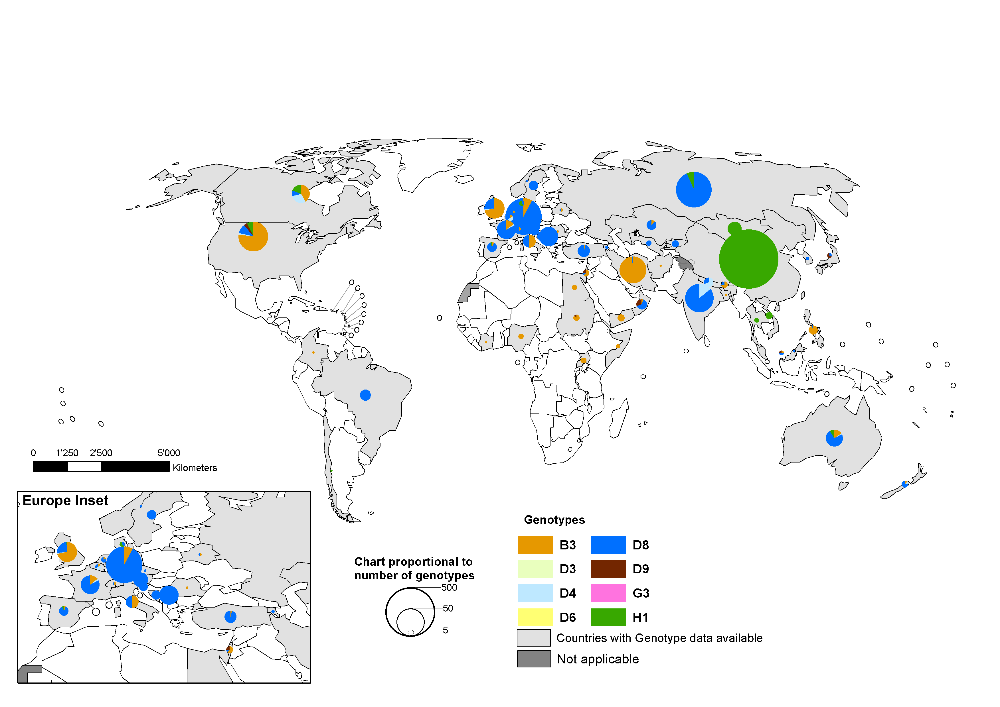 0 1'250 2'500 5'000
Kilometers
Europe Inset
Chart proportional to
number of genotypes
500
50
5
Genotypes
B3 D8
D3 D9
D4 G3
D6 H1
Countries with Genotype data available
Not applicable